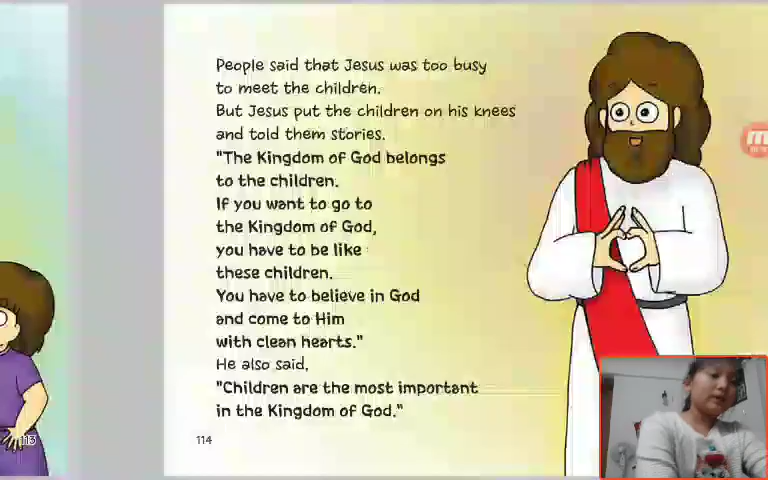 People said that Jesus was too busy
to meet the children.
But Jesus put the children on his knees
and told them stories.
"The Kingdom of God belongs
to the children.
If you want to go to
the Kingdom of God,
you have to be like
these children.
You have to believe in God
and come to Him
with clean hearts."
He also said,
"Children are the most important
in the Kingdom of God."
113
114